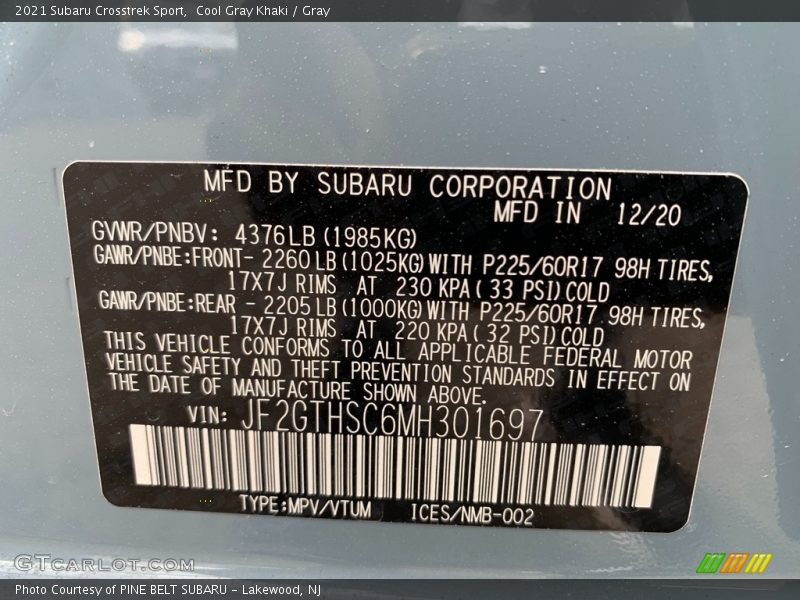 2021 Subaru Crosstrek Sport,  Cool Gray Khaki / Gray
MFD BY SUBARU CORPORATION
MFD IN 12/20
GVWR/PNBV: 4376LB (1985KG)
GAWR/PNBE:FRONT- 2260 LB (1025KG) WITH P225/60R17 98H TIRES,
17X7J RIMS AT 230 KPA ( 33 PSI) COLD
GAWR/PNBE:REAR - 2205 LB (1000KG) WITH P225/60R17 98H TIRES,
17X7J RIMS AT 220 KPA ( 32 PSI) COLD
THIS VEHICLE CONFORMS TO ALL APPLICABLE FEDERAL MOTOR
VEHICLE SAFETY AND THEFT PREVENTION STANDARDS IN EFFECT ON
THE DATE OF MANUFACTURE SHOWN ABOVE.
VIN: JF2GTHSC6MH301697
TYPE:MPV/VTUM ICES/NMB-002
GTCarLot.com
Photo Courtesy of PINE BELT SUBARU - Lakewood, NJ